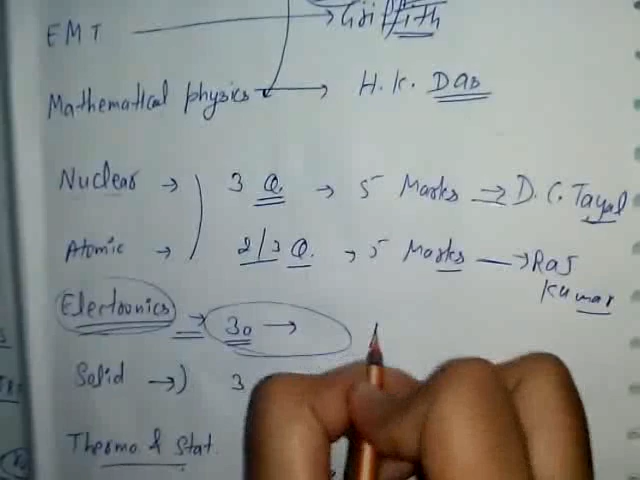 EMT → Griffith
Mathematical physics → H.K. Das
Nuclear → 3 Q. → 5 Marks → D.C. Tayal
Atomic → 2/3 Q. → 5 Marks → Raj
Kumar
Elertronics → 30 →
Solid → 3
Thermo & Stat.